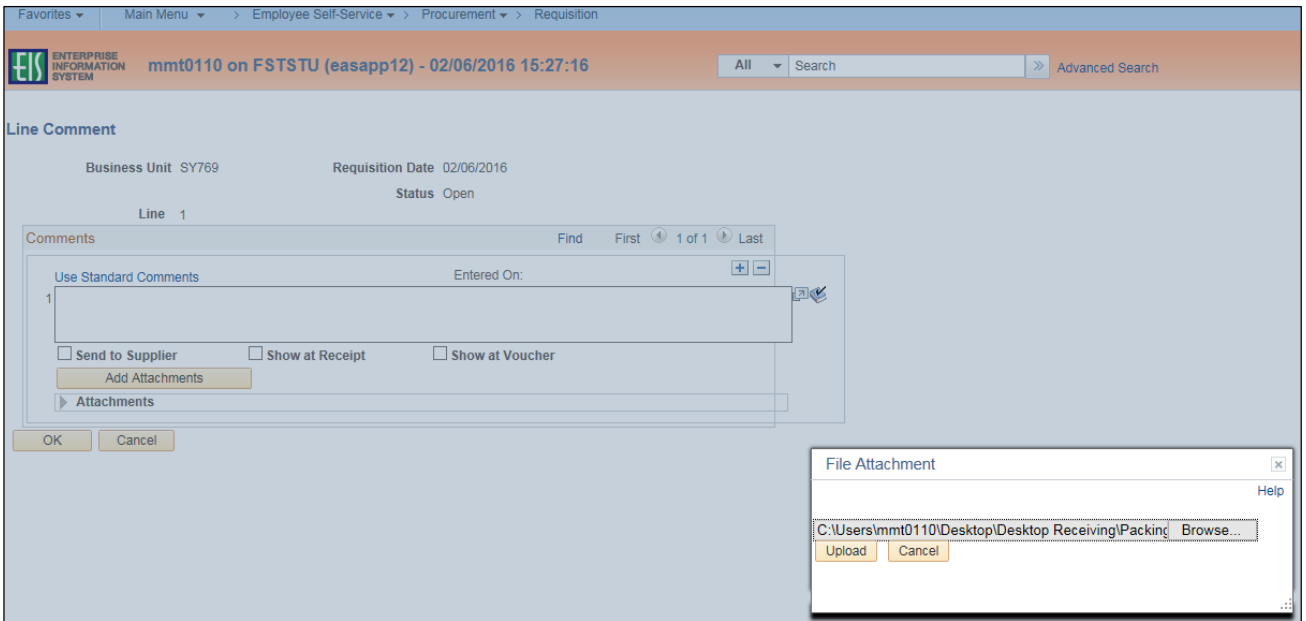 Favorites Main Menu > Employee Self-Service > Procurement > Requisition
EIS ENTERPRISE INFORMATION SYSTEM
mmt0110 on FSTSTU (easapp12) - 02/06/2016 15:27:16
All Search » Advanced Search
Line Comment
Business Unit SY769 Requisition Date 02/06/2016
Status Open
Line 1
Comments Find First 1 of 1 Last
Use Standard Comments Entered On:
1
Send to Supplier Show at Receipt Show at Voucher
Add Attachments
Attachments
OK Cancel
File Attachment
Help
C:\Users\mmt0110\Desktop\Desktop Receiving\Packing Browse...
Upload Cancel